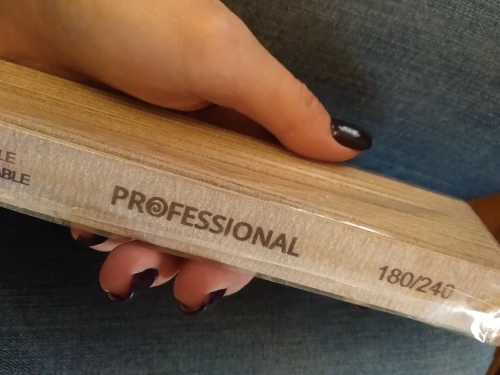 LE
ABLE
PROFESSIONAL
180/240